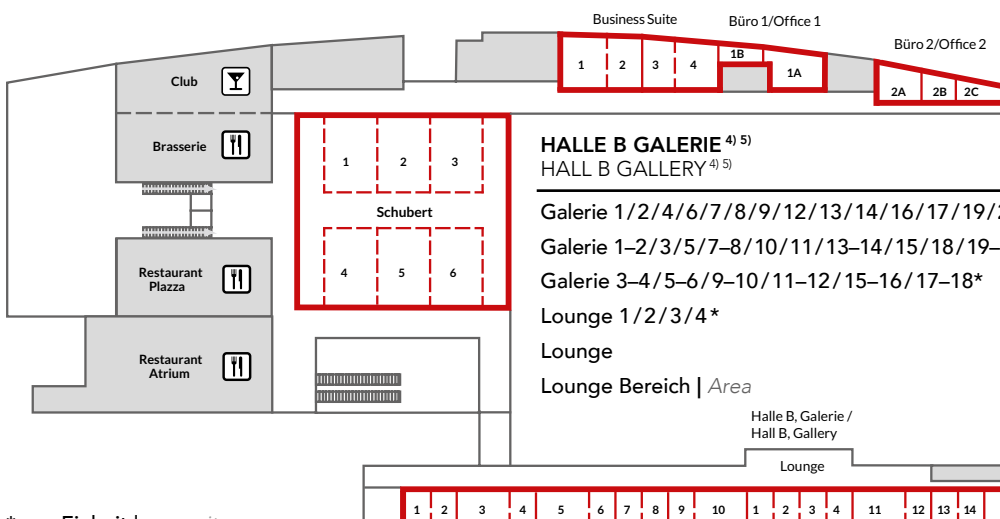 Business Suite
Büro 1/Office 1
Büro 2/Office 2
1 2 3 4 1B 1A
2A 2B 2C
Club
Brasserie
Restaurant
Plazza
Restaurant
Atrium
1 2 3
Schubert
4 5 6
HALLE B GALERIE 4) 5)
HALL B GALLERY 4) 5)
Galerie 1/2/4/6/7/8/9/12/13/14/16/17/19/
Galerie 1–2/3/5/7–8/10/11/13–14/15/18/19–
Galerie 3–4/5–6/9–10/11–12/15–16/17–18*
Lounge 1/2/3/4*
Lounge
Lounge Bereich | Area
Halle B, Galerie /
Hall B, Gallery
Lounge
1 2 3 4 5 6 7 8 9 10 1 2 3 4 11 12 13 14